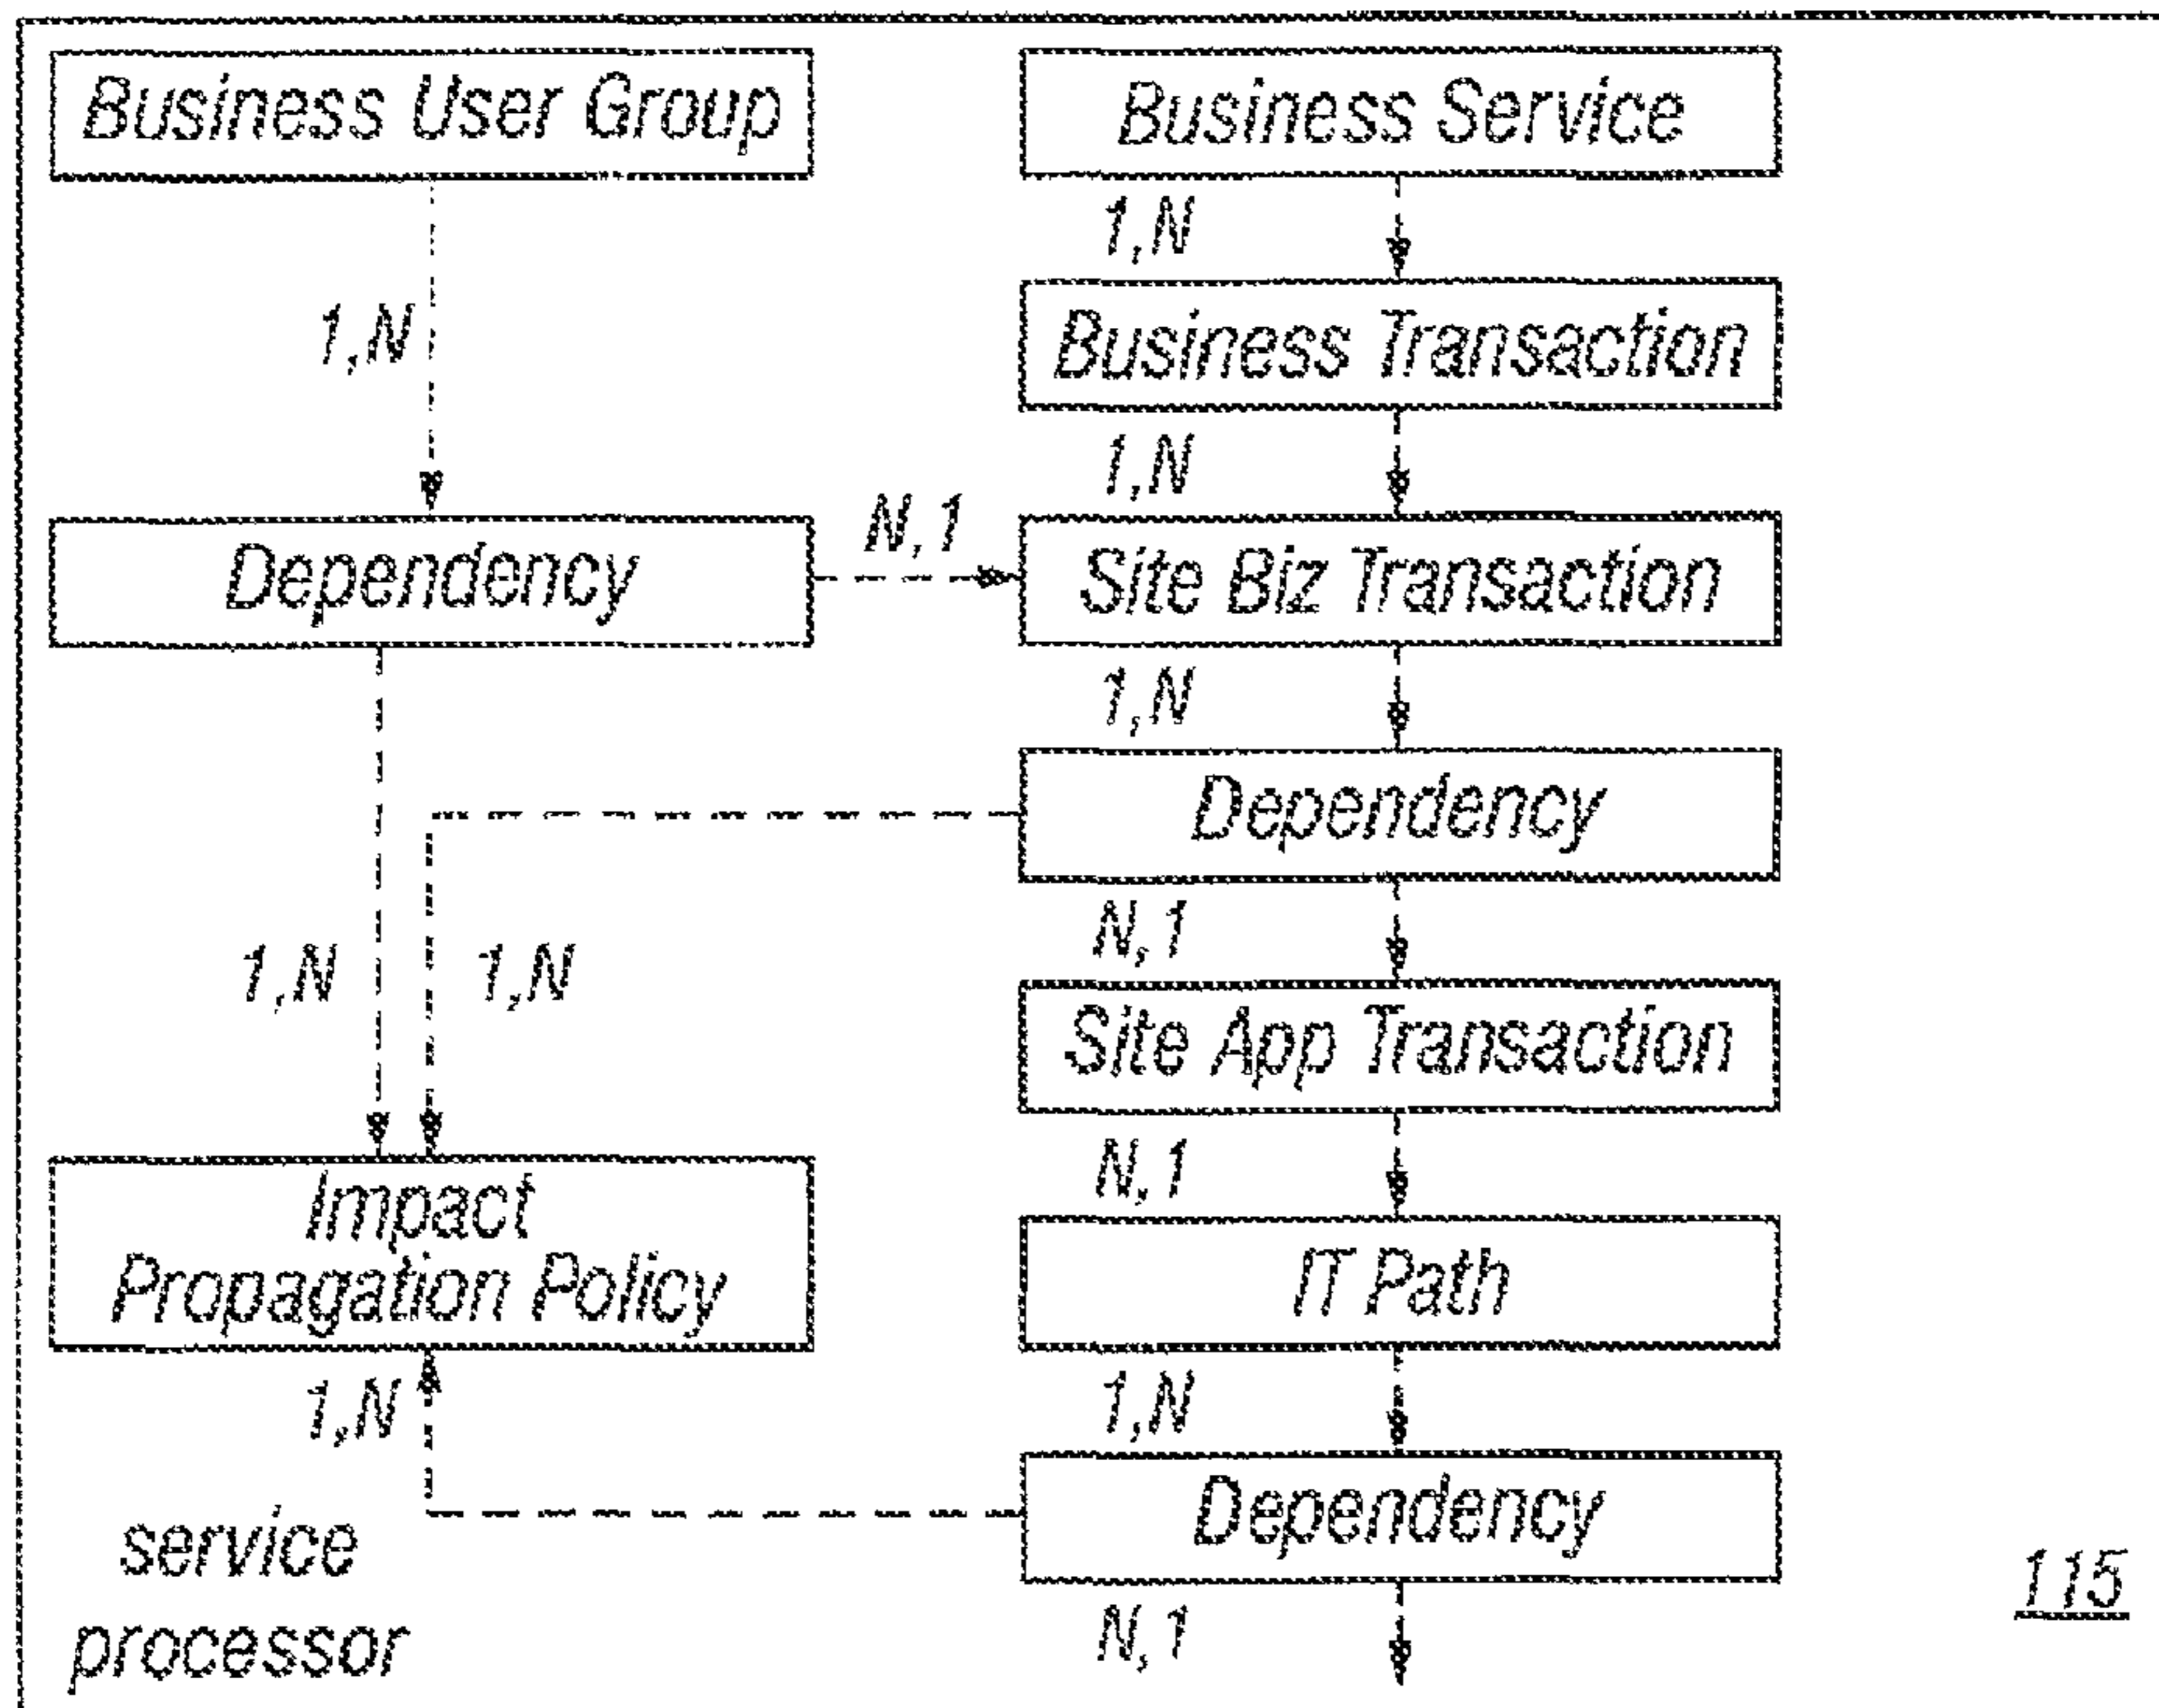 Business User Group
Business Service
1,N
Business Transaction
1,N
1,N
Dependency
N,1
Site Biz Transaction
1,N
Dependency
N,1
1,N
1,N
Site App Transaction
N,1
Impact
Propagation Policy
IT Path
1,N
1,N
Dependency
service
processor
N,1
115